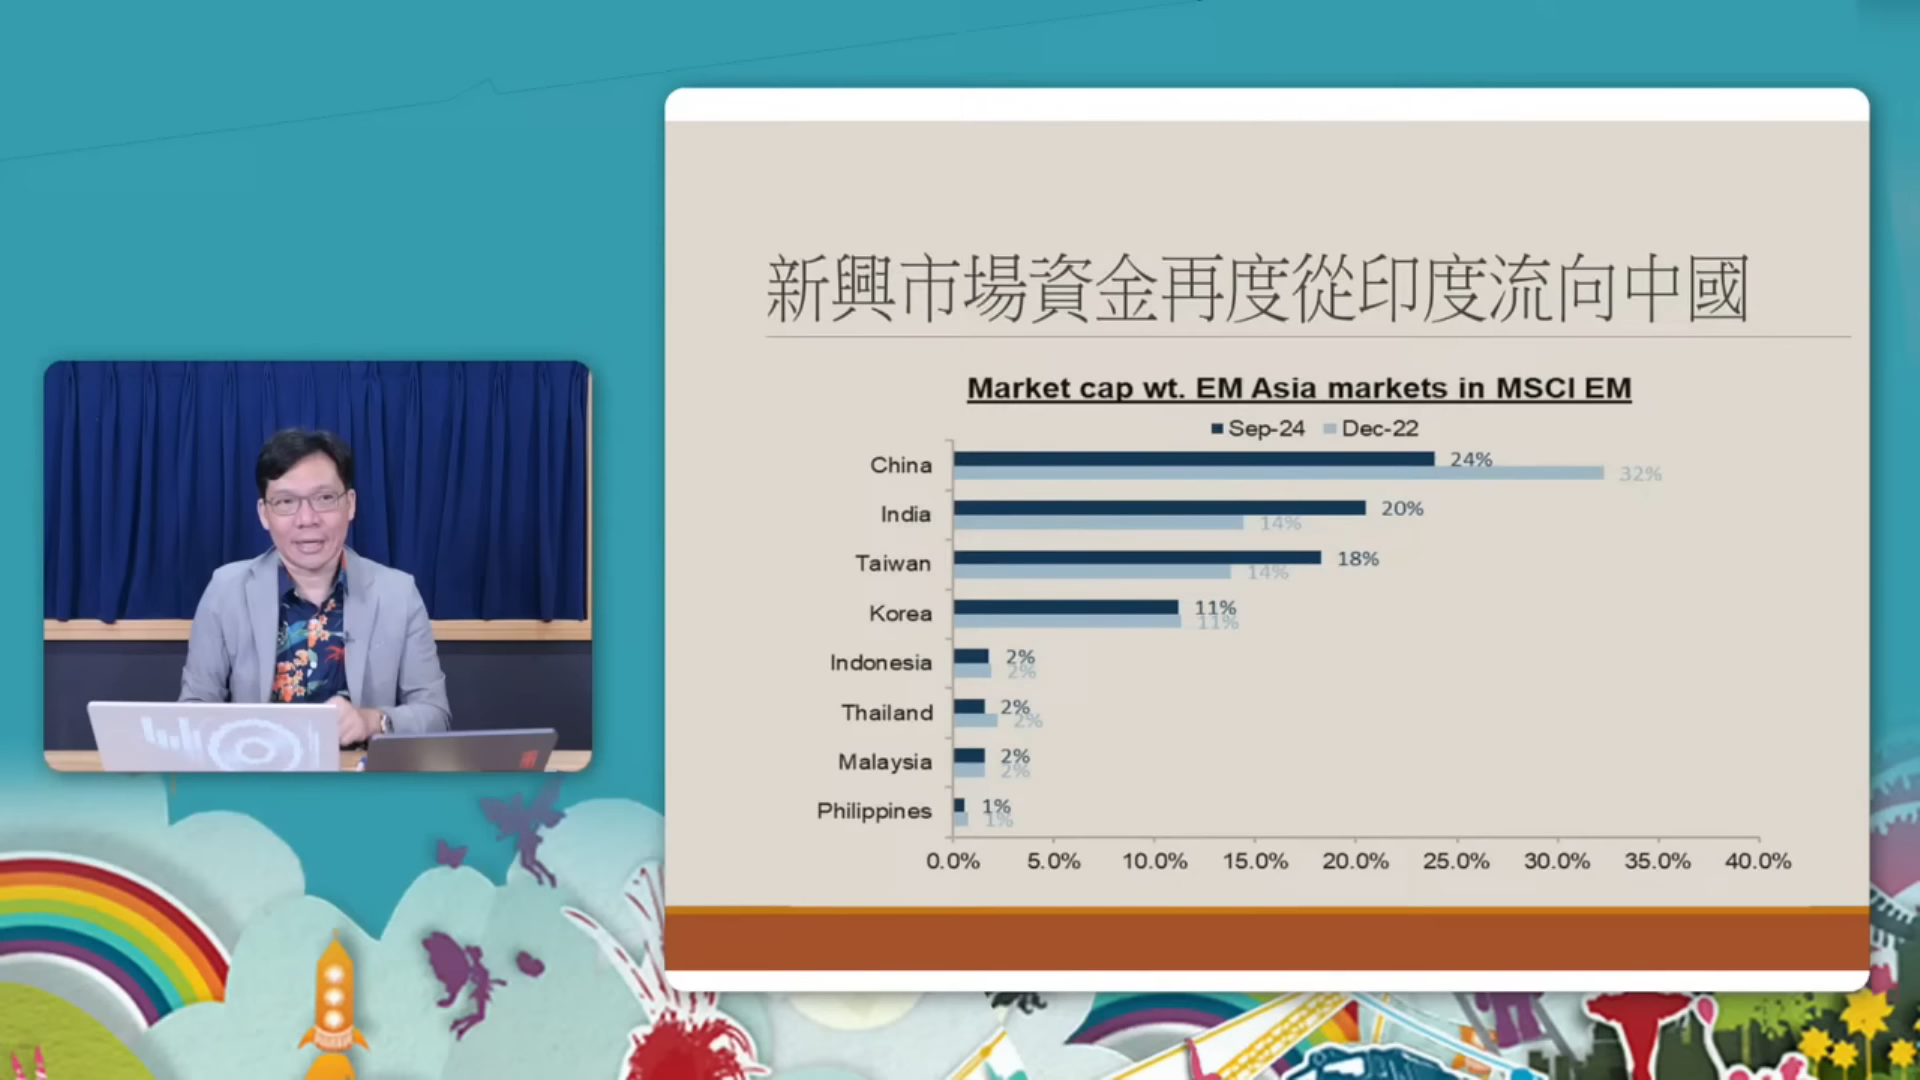 新興市場資金再度從印度流向中國
Market cap wt. EM Asia markets in MSCI EM
Sep-24 Dec-22
China 24% 32%
India 20% 14%
Taiwan 18% 14%
Korea 11% 11%
Indonesia 2% 2%
Thailand 2% 2%
Malaysia 2% 2%
Philippines 1% 1%
0.0% 5.0% 10.0% 15.0% 20.0% 25.0% 30.0% 35.0% 40.0%